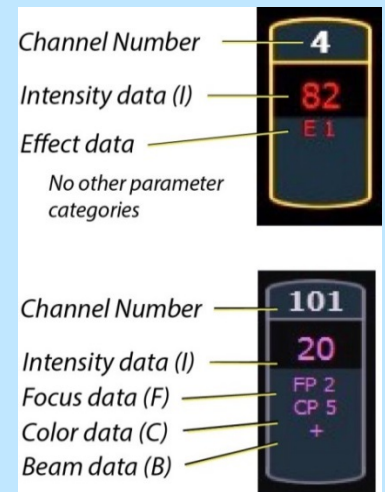 Channel Number
4
Intensity data (I)
82
Effect data
E 1
No other parameter
categories
Channel Number
101
Intensity data (I)
20
Focus data (F)
FP 2
Color data (C)
CP 5
Beam data (B)
+